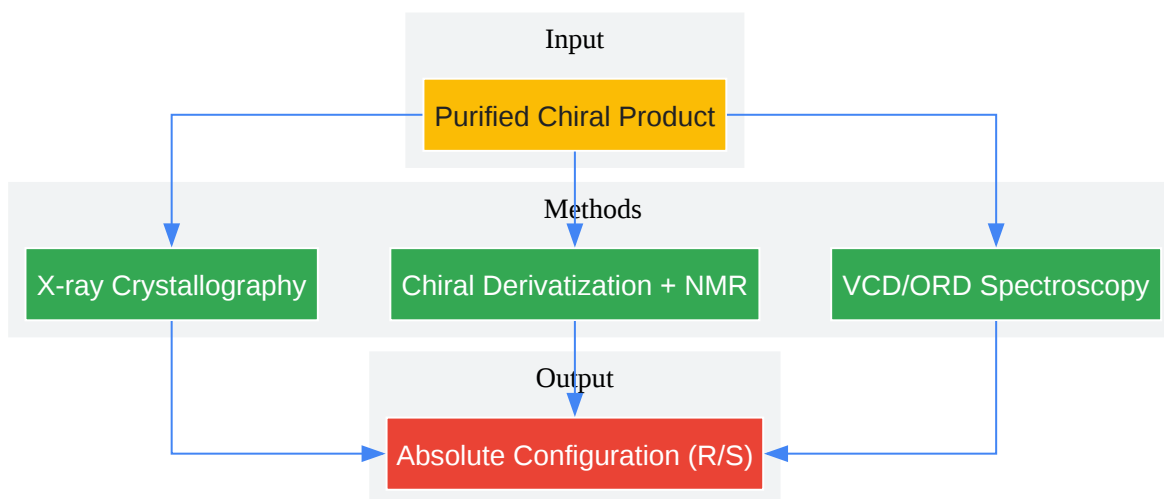 Input
Purified Chiral Product
Methods
X-ray Crystallography
Chiral Derivatization + NMR
VCD/ORD Spectroscopy
Output
Absolute Configuration (R/S)